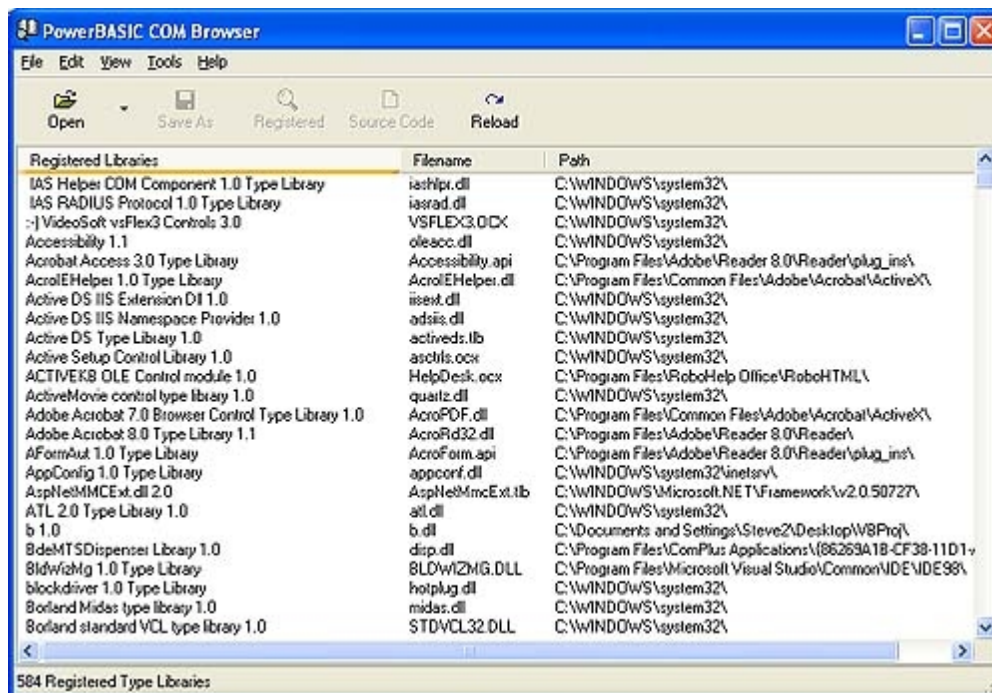 PowerBASIC COM Browser
File Edit View Tools Help
Open Save As Registered Source Code Reload
Registered Libraries Filename Path
IAS Helper COM Component 1.0 Type Library iashlpr.dll C:\WINDOWS\system32\
IAS RADIUS Protocol 1.0 Type Library iasrad.dll C:\WINDOWS\system32\
:-) VideoSoft vsFlex3 Controls 3.0 VSFLEX3.OCX C:\WINDOWS\system32\
Accessibility 1.1 oleacc.dll C:\WINDOWS\system32\
Acrobat Access 3.0 Type Library Accessibility.api C:\Program Files\Adobe\Reader 8.0\Reader\plug_ins\
AcroIEHelper 1.0 Type Library AcroIEHelper.dll C:\Program Files\Common Files\Adobe\Acrobat\ActiveX\
Active DS IIS Extension Dll 1.0 iisext.dll C:\WINDOWS\system32\
Active DS IIS Namespace Provider 1.0 adsiis.dll C:\WINDOWS\system32\
Active DS Type Library 1.0 activeds.tlb C:\WINDOWS\system32\
Active Setup Control Library 1.0 asctrls.ocx C:\WINDOWS\system32\
ACTIVEKB OLE Control module 1.0 HelpDesk.ocx C:\Program Files\RoboHelp Office\RoboHTML\
ActiveMovie control type library 1.0 quartz.dll C:\WINDOWS\system32\
Adobe Acrobat 7.0 Browser Control Type Library 1.0 AcroPDF.dll C:\Program Files\Common Files\Adobe\Acrobat\ActiveX\
Adobe Acrobat 8.0 Type Library 1.1 AcroRd32.dll C:\Program Files\Adobe\Reader 8.0\Reader\
AFormAut 1.0 Type Library AcroForm.api C:\Program Files\Adobe\Reader 8.0\Reader\plug_ins\
AppConfig 1.0 Type Library appconf.dll C:\WINDOWS\system32\inetsrv\
AspNetMMCExt.dll 2.0 AspNetMmcExt.tlb C:\WINDOWS\Microsoft.NET\Framework\v2.0.50727\
ATL 2.0 Type Library 1.0 atl.dll C:\WINDOWS\system32\
b 1.0 b.dll C:\Documents and Settings\Steve2\Desktop\VBProj\
BdeMTSDispenser Library 1.0 disp.dll C:\Program Files\ComPlus Applications\{86269A1B-CF38-11D1-
BldWizMg 1.0 Type Library BLDWIZMG.DLL C:\Program Files\Microsoft Visual Studio\Common\IDE\IDE98\
blockdriver 1.0 Type Library hotplug.dll C:\WINDOWS\system32\
Borland Midas type library 1.0 midas.dll C:\WINDOWS\system32\
Borland standard VCL type library 1.0 STDVCL32.DLL C:\WINDOWS\system32\
584 Registered Type Libraries